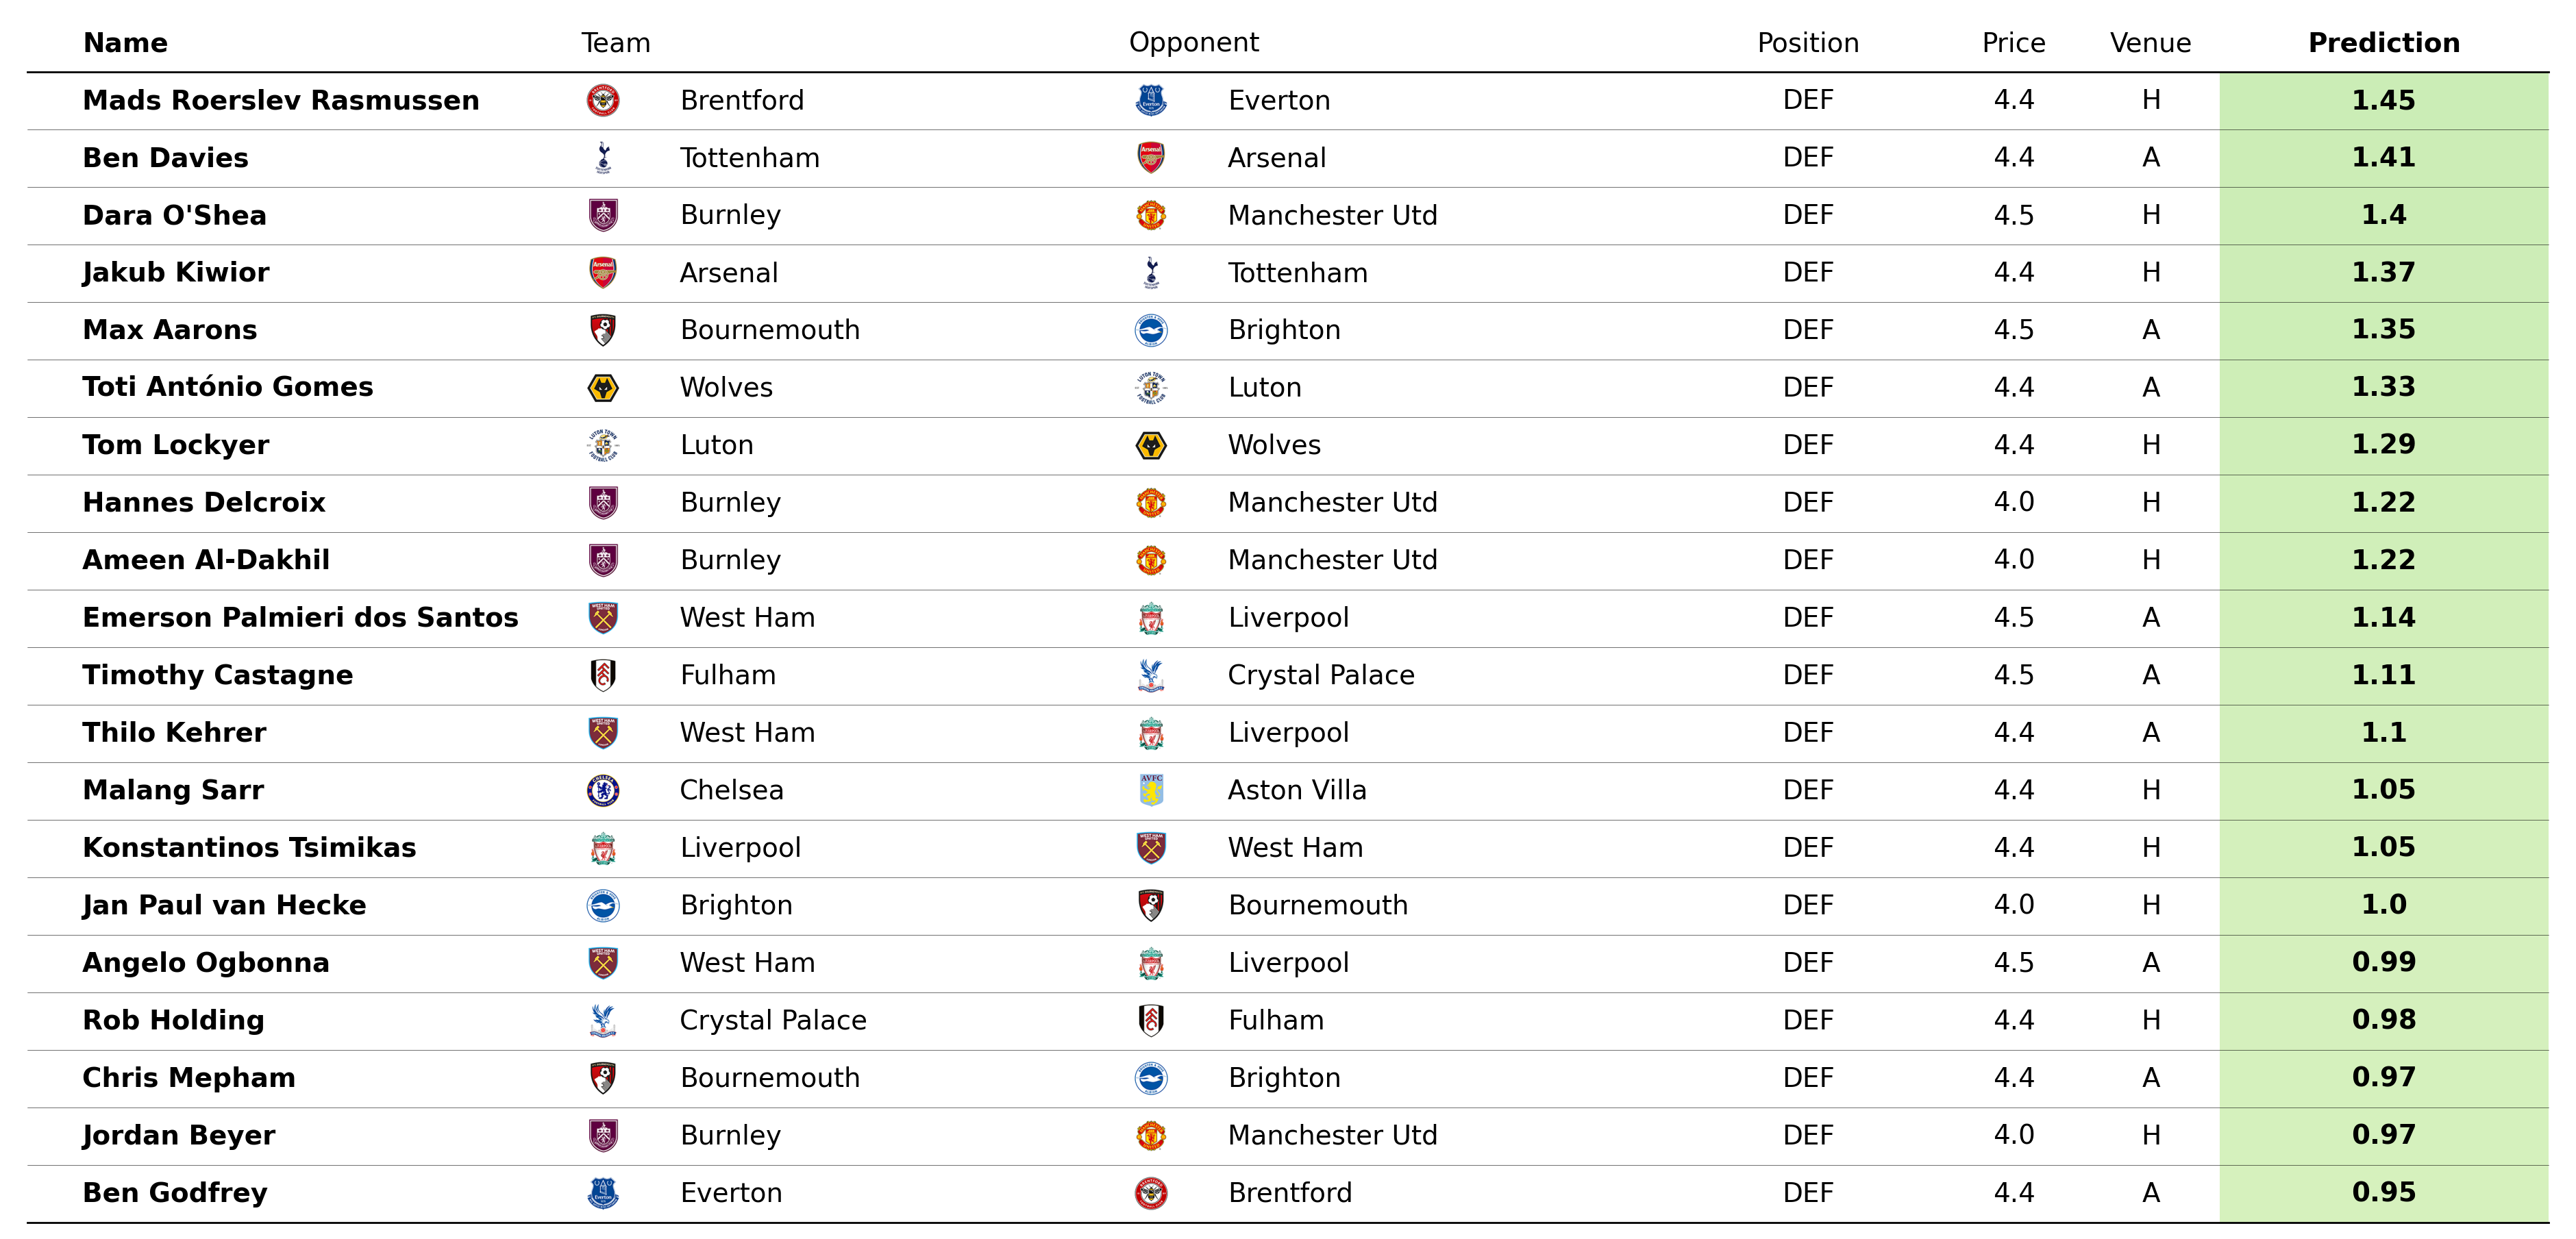 Name Team Opponent Position Price Venue Prediction
Mads Roerslev Rasmussen Brentford Everton DEF 4.4 H 1.45
Ben Davies Tottenham Arsenal DEF 4.4 A 1.41
Dara O'Shea Burnley Manchester Utd DEF 4.5 H 1.4
Jakub Kiwior Arsenal Tottenham DEF 4.4 H 1.37
Max Aarons Bournemouth Brighton DEF 4.5 A 1.35
Toti António Gomes Wolves Luton DEF 4.4 A 1.33
Tom Lockyer Luton Wolves DEF 4.4 H 1.29
Hannes Delcroix Burnley Manchester Utd DEF 4.0 H 1.22
Ameen Al-Dakhil Burnley Manchester Utd DEF 4.0 H 1.22
Emerson Palmieri dos Santos West Ham Liverpool DEF 4.5 A 1.14
Timothy Castagne Fulham Crystal Palace DEF 4.5 A 1.11
Thilo Kehrer West Ham Liverpool DEF 4.4 A 1.1
Malang Sarr Chelsea Aston Villa DEF 4.4 H 1.05
Konstantinos Tsimikas Liverpool West Ham DEF 4.4 H 1.05
Jan Paul van Hecke Brighton Bournemouth DEF 4.0 H 1.0
Angelo Ogbonna West Ham Liverpool DEF 4.5 A 0.99
Rob Holding Crystal Palace Fulham DEF 4.4 H 0.98
Chris Mepham Bournemouth Brighton DEF 4.4 A 0.97
Jordan Beyer Burnley Manchester Utd DEF 4.0 H 0.97
Ben Godfrey Everton Brentford DEF 4.4 A 0.95